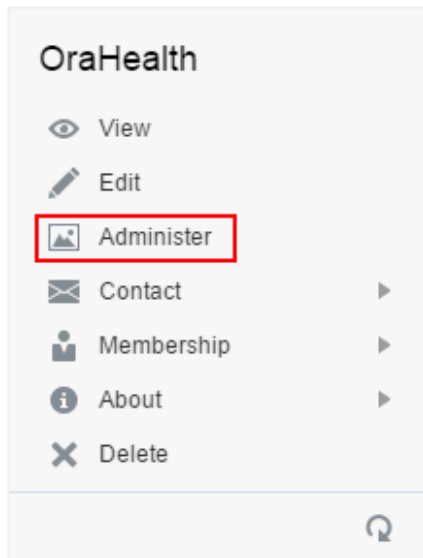 OraHealth
View
Edit
Administer
Contact
Membership
About
Delete